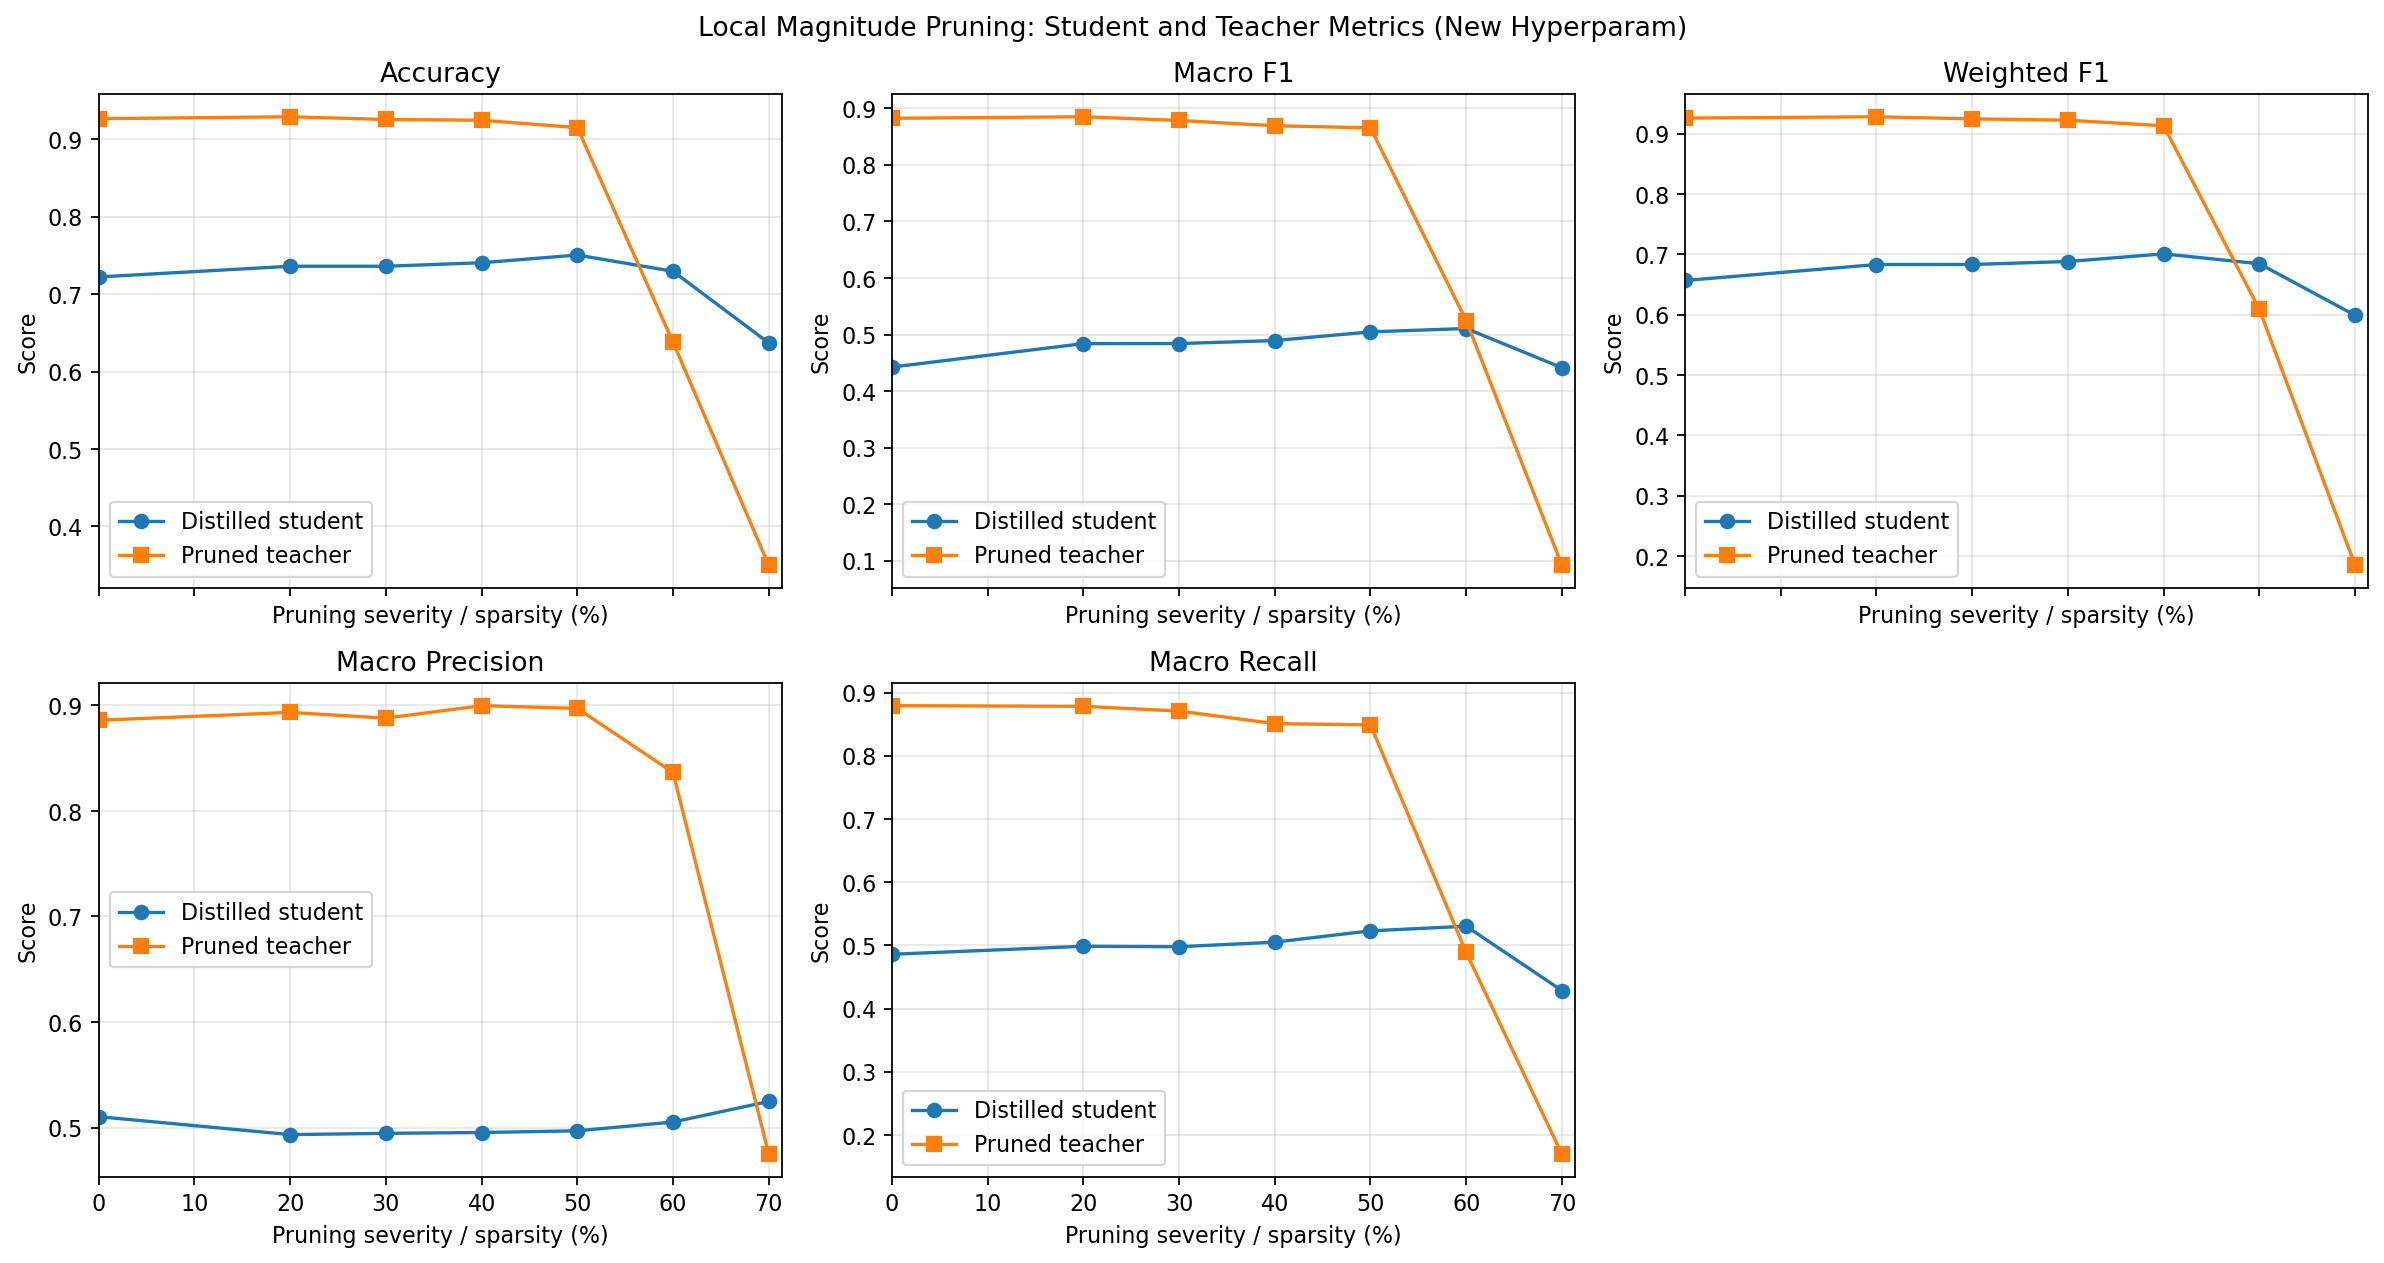 Local Magnitude Pruning: Student and Teacher Metrics (New Hyperparam)
Accuracy
Score
0.9
0.8
0.7
0.6
0.5
0.4
Distilled student
Pruned teacher
Pruning severity / sparsity (%)
Macro F1
Score
0.9
0.8
0.7
0.6
0.5
0.4
0.3
0.2
0.1
Distilled student
Pruned teacher
Pruning severity / sparsity (%)
Weighted F1
Score
0.9
0.8
0.7
0.6
0.5
0.4
0.3
0.2
Distilled student
Pruned teacher
Pruning severity / sparsity (%)
Macro Precision
Score
0.9
0.8
0.7
0.6
0.5
Distilled student
Pruned teacher
0 10 20 30 40 50 60 70
Pruning severity / sparsity (%)
Macro Recall
Score
0.9
0.8
0.7
0.6
0.5
0.4
0.3
0.2
Distilled student
Pruned teacher
0 10 20 30 40 50 60 70
Pruning severity / sparsity (%)